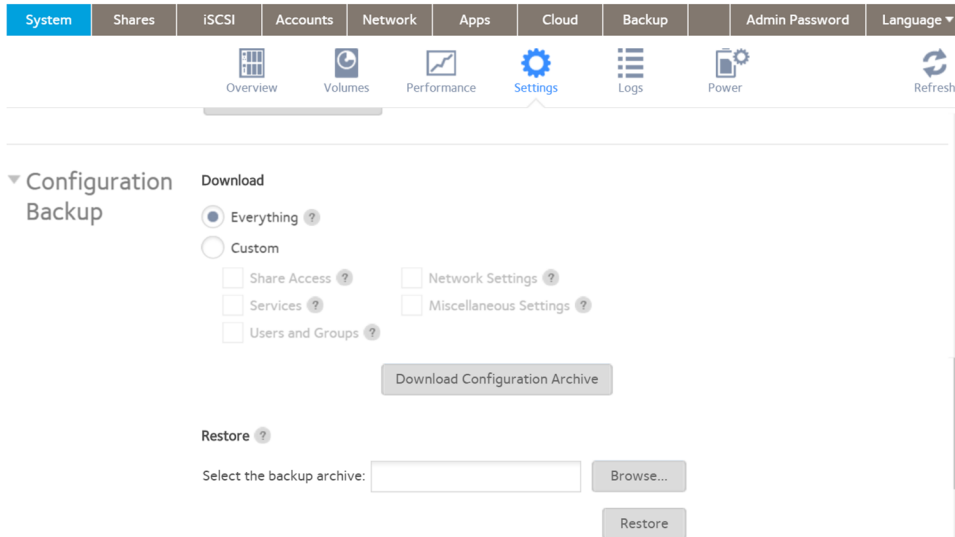 System Shares iSCSI Accounts Network Apps Cloud Backup Admin Password Language
Overview Volumes Performance Settings Logs Power Refresh
Configuration
Backup
Download
Everything ?
Custom
Share Access ? Network Settings ?
Services ? Miscellaneous Settings ?
Users and Groups ?
Download Configuration Archive
Restore ?
Select the backup archive: Browse...
Restore